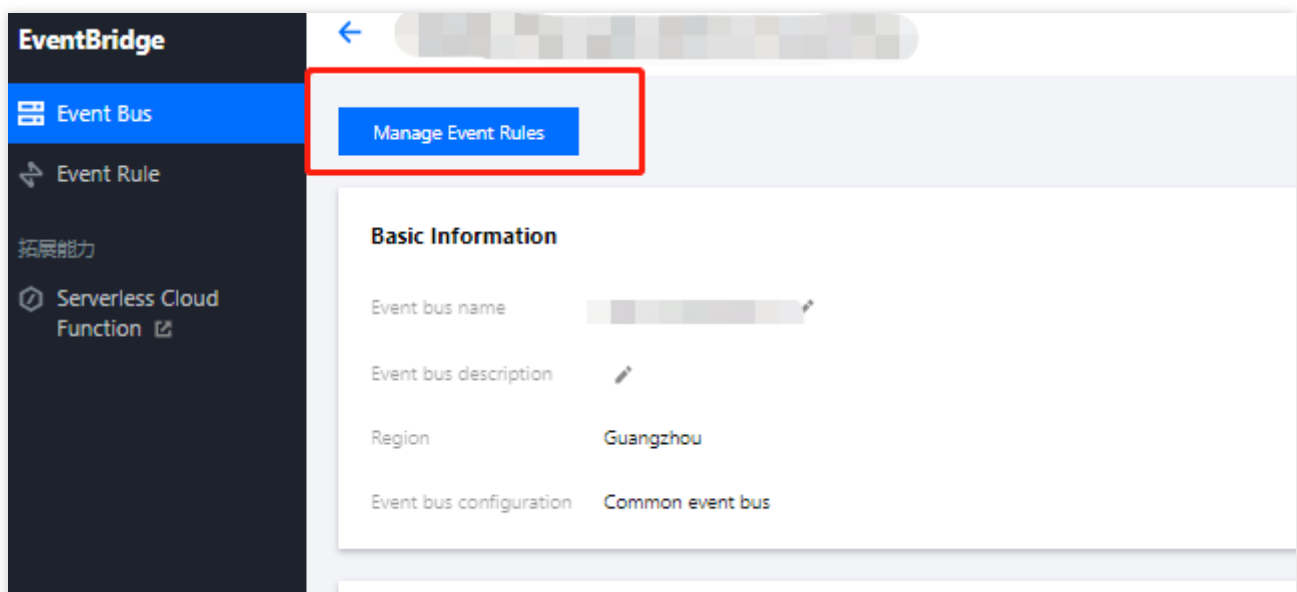 EventBridge
Event Bus
Event Rule
拓展能力
Serverless Cloud
Function
Manage Event Rules
Basic Information
Event bus name
Event bus description
Region Guangzhou
Event bus configuration Common event bus